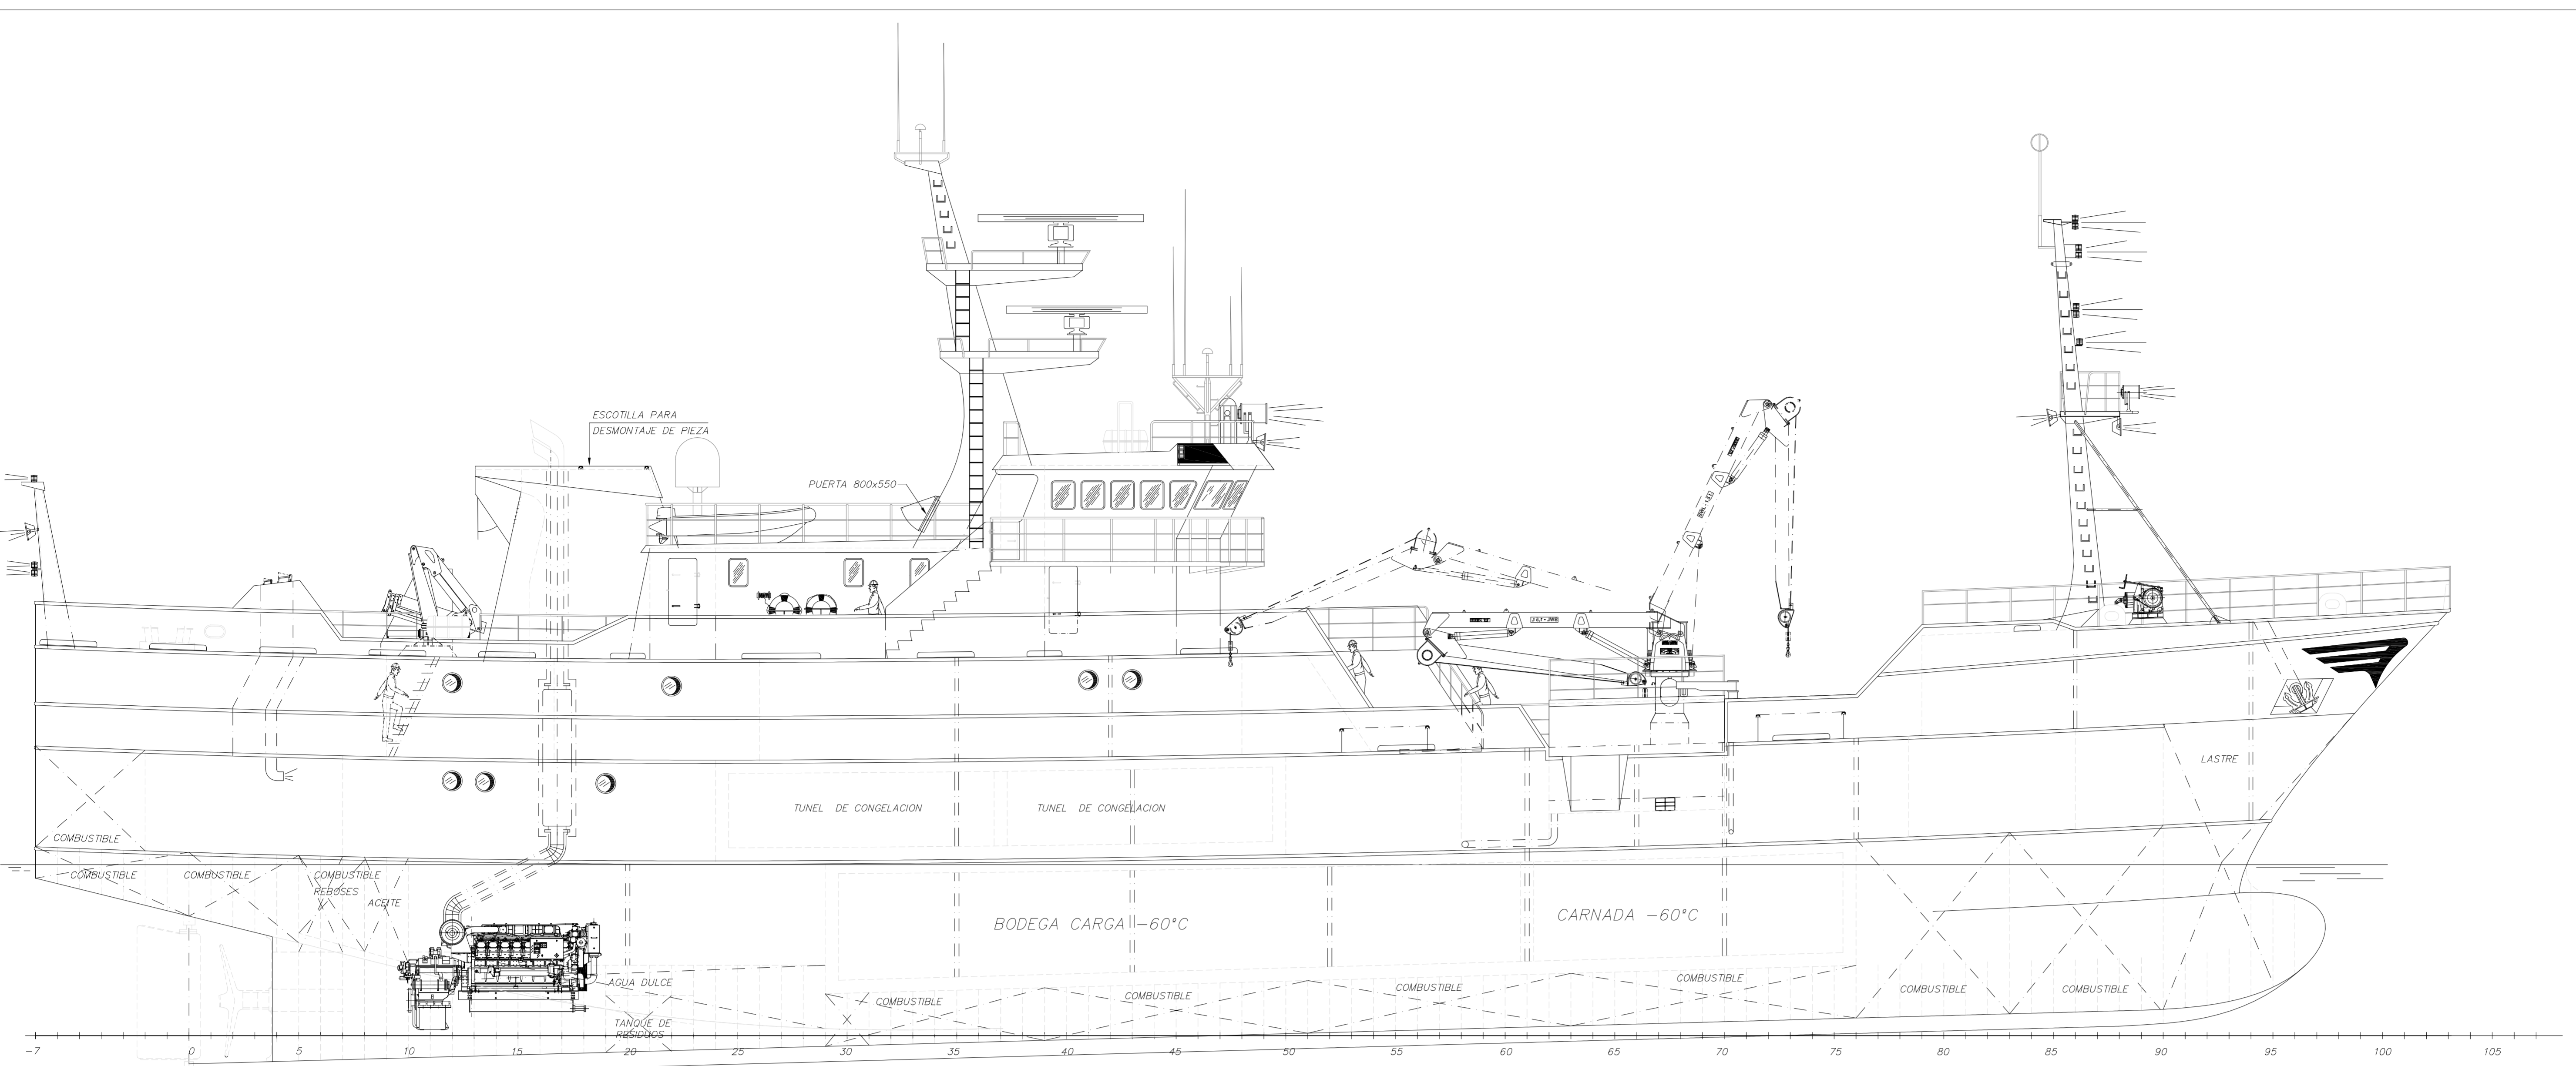 ESCOTILLA PARA
DESMONTAJE DE PIEZA
PUERTA 800x550
LASTRE
TUNEL DE CONGELACION
TUNEL DE CONGELACION
COMBUSTIBLE
COMBUSTIBLE
COMBUSTIBLE
COMBUSTIBLE
REBOSES
ACEITE
BODEGA CARGA -60°C
CARNADA -60°C
AGUA DULCE
COMBUSTIBLE
COMBUSTIBLE
COMBUSTIBLE
COMBUSTIBLE
COMBUSTIBLE
COMBUSTIBLE
TANQUE DE
RESIDUOS
-7 0 5 10 15 20 25 30 35 40 45 50 55 60 65 70 75 80 85 90 95 100 105